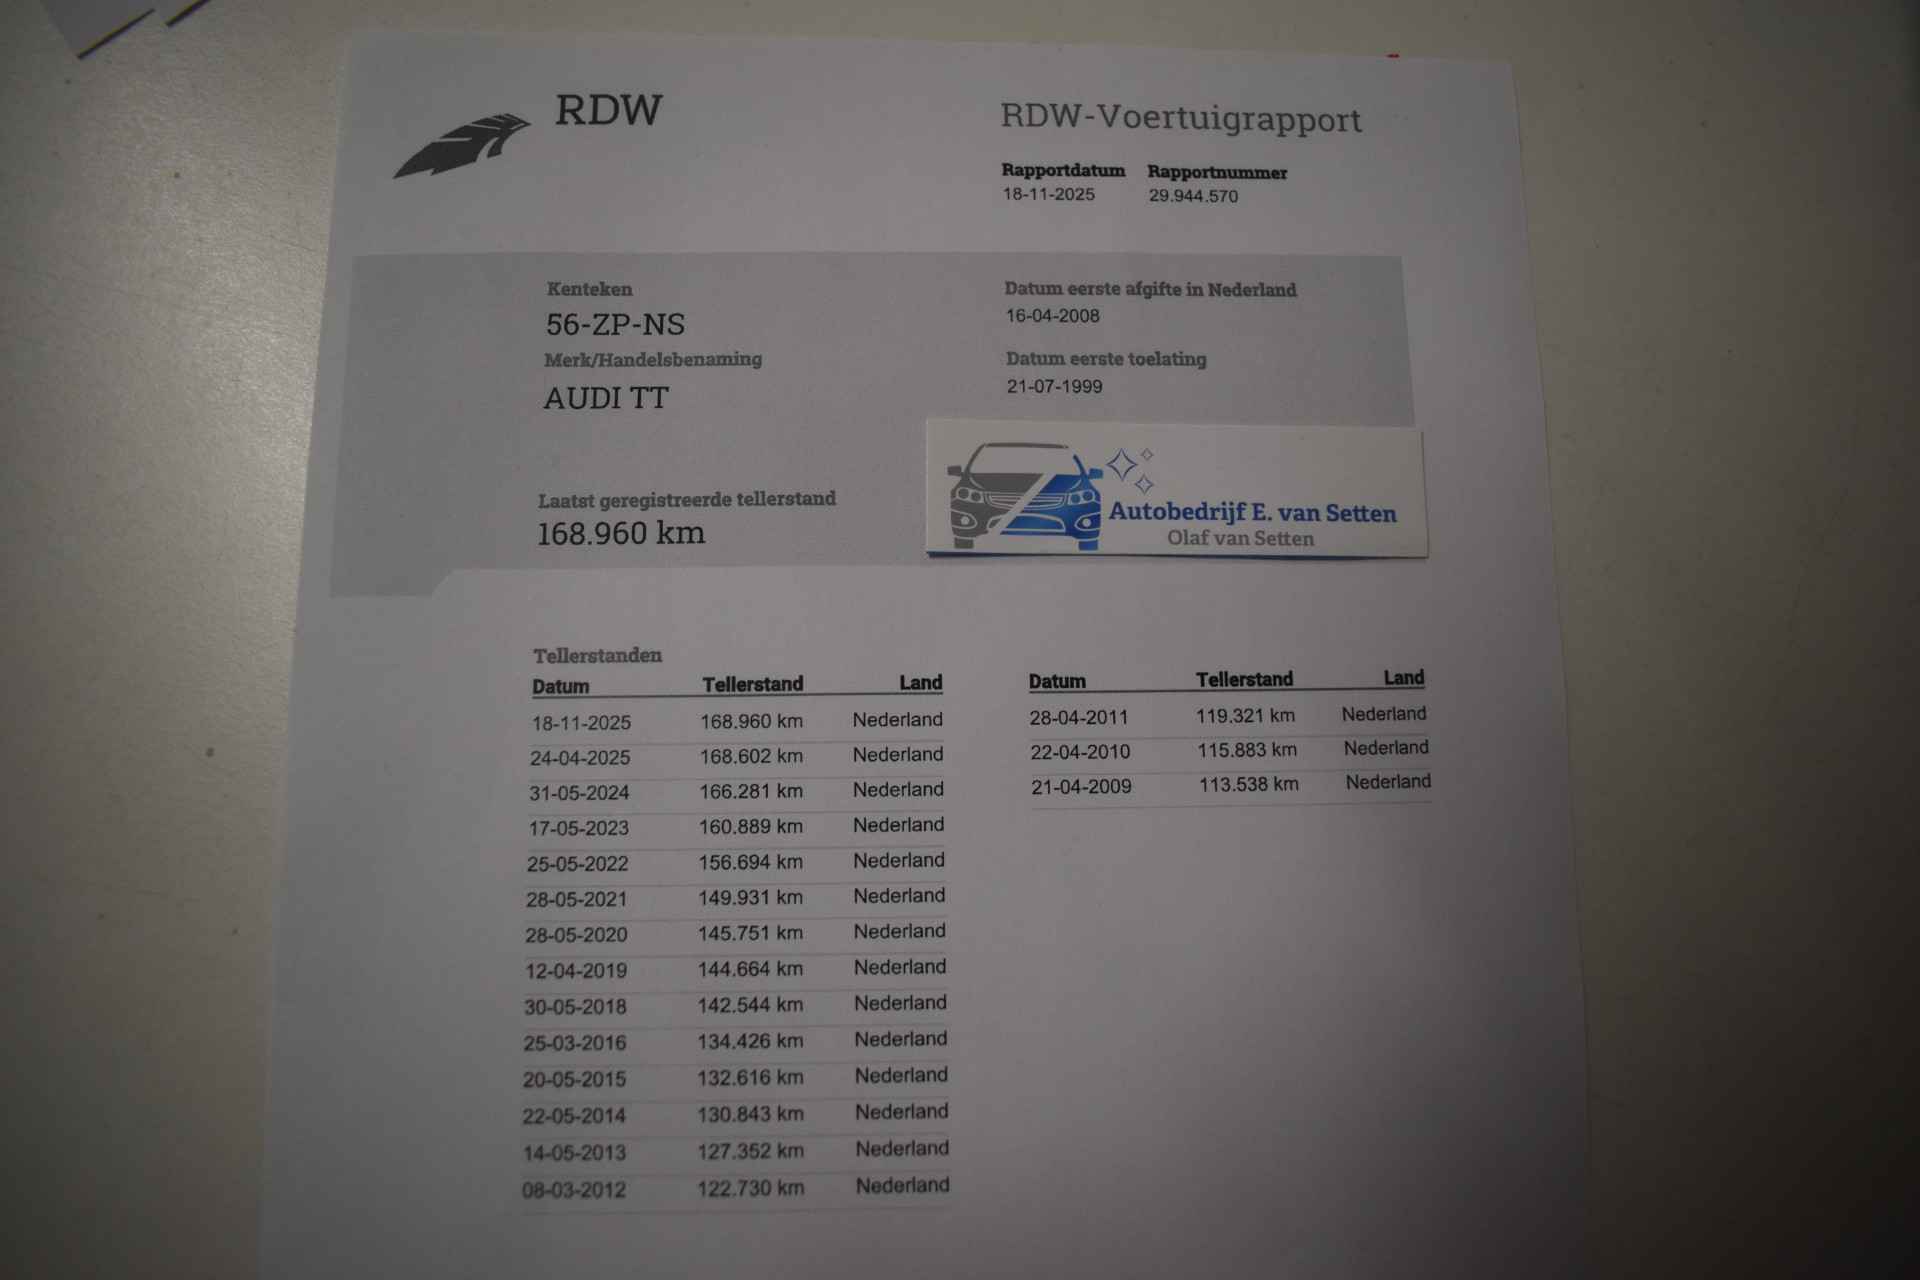 RDW
RDW-Voertuigrapport
Rapportdatum Rapportnummer
18-11-2025 29.944.570
Kenteken
56-ZP-NS
Merk/Handelsbenaming
AUDI TT
Datum eerste afgifte in Nederland
16-04-2008
Datum eerste toelating
21-07-1999
Laatst geregistreerde tellerstand
168.960 km
Autobedrijf E. van Setten
Olaf van Setten
Tellerstanden
Datum Tellerstand Land
18-11-2025 168.960 km Nederland
24-04-2025 168.602 km Nederland
31-05-2024 166.281 km Nederland
17-05-2023 160.889 km Nederland
25-05-2022 156.694 km Nederland
28-05-2021 149.931 km Nederland
28-05-2020 145.751 km Nederland
12-04-2019 144.664 km Nederland
30-05-2018 142.544 km Nederland
25-03-2016 134.426 km Nederland
20-05-2015 132.616 km Nederland
22-05-2014 130.843 km Nederland
14-05-2013 127.352 km Nederland
08-03-2012 122.730 km Nederland
Datum Tellerstand Land
28-04-2011 119.321 km Nederland
22-04-2010 115.883 km Nederland
21-04-2009 113.538 km Nederland